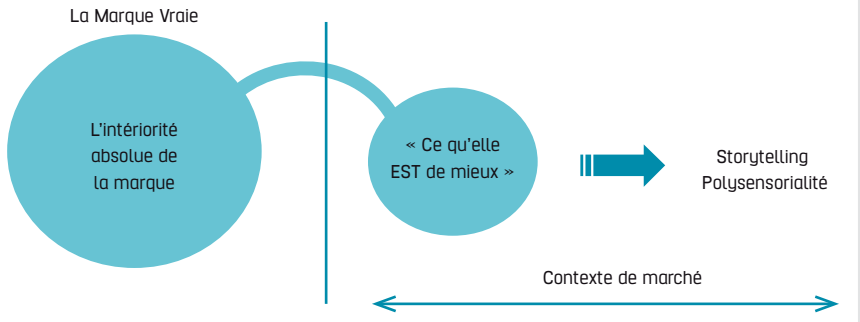 La Marque Vraie
L'intériorité
absolue de
la marque
« Ce qu'elle
EST de mieux »
Storytelling
Polysensorialité
Contexte de marché